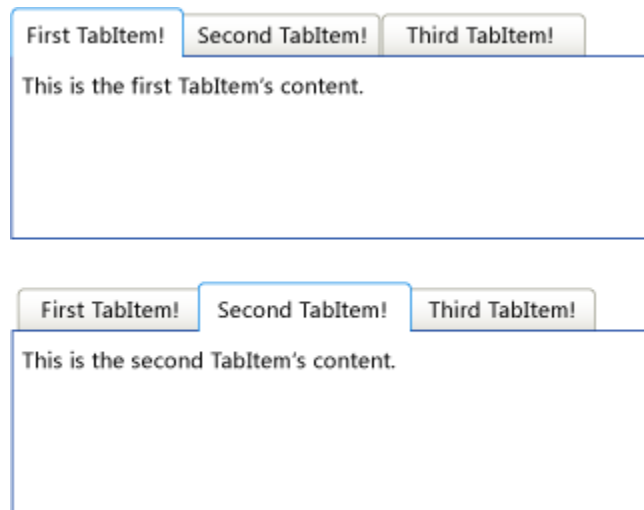 First TabItem! Second TabItem! Third TabItem!
This is the first TabItem's content.
First TabItem! Second TabItem! Third TabItem!
This is the second TabItem's content.